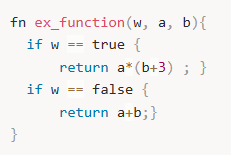 fn ex_function(w, a, b){
  if w == true {
      return a*(b+3) ; }
  if w == false {
      return a+b;}
}